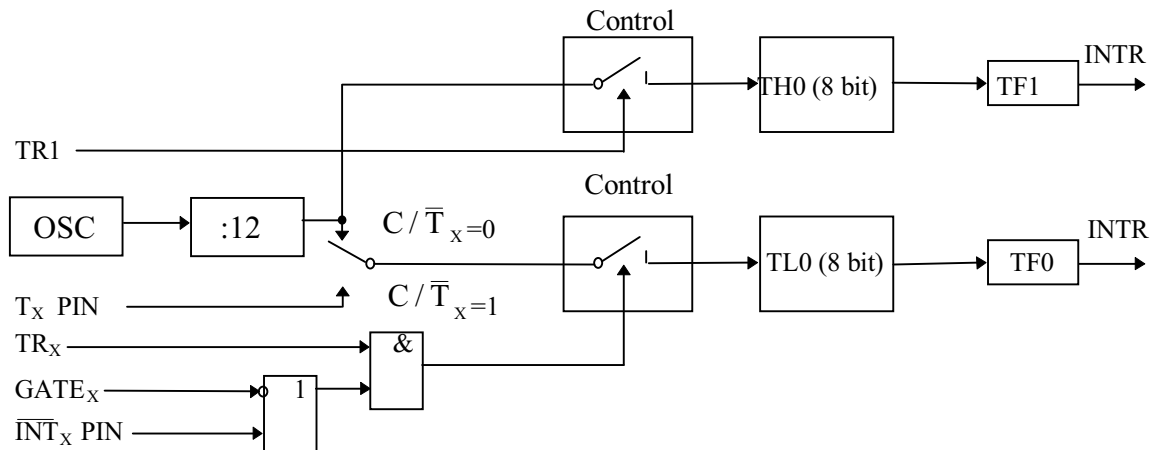 Control
INTR
TH0 (8 bit)
TF1
TR1
Control
OSC
:12
C / T̅ X=0
INTR
TL0 (8 bit)
TF0
C / T̅ X=1
TX PIN
TRX
&
GATEX
1
I̅N̅T̅X PIN